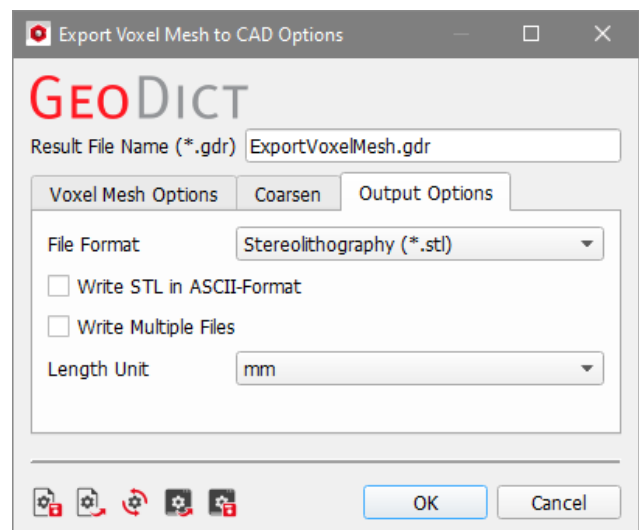 Export Voxel Mesh to CAD Options
GEODICT
Result File Name (*.gdr) ExportVoxelMesh.gdr
Voxel Mesh Options Coarsen Output Options
File Format Stereolithography (*.stl)
Write STL in ASCII-Format
Write Multiple Files
Length Unit mm
OK Cancel